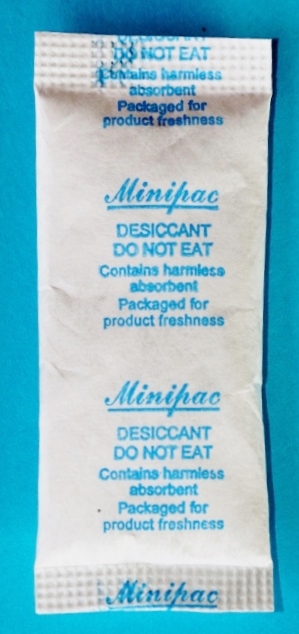 DESICCANT
DO NOT EAT
Contains harmless
absorbent
Packaged for
product freshness
Minipac
DESICCANT
DO NOT EAT
Contains harmless
absorbent
Packaged for
product freshness
Minipac
DESICCANT
DO NOT EAT
Contains harmless
absorbent
Packaged for
product freshness
Minipac